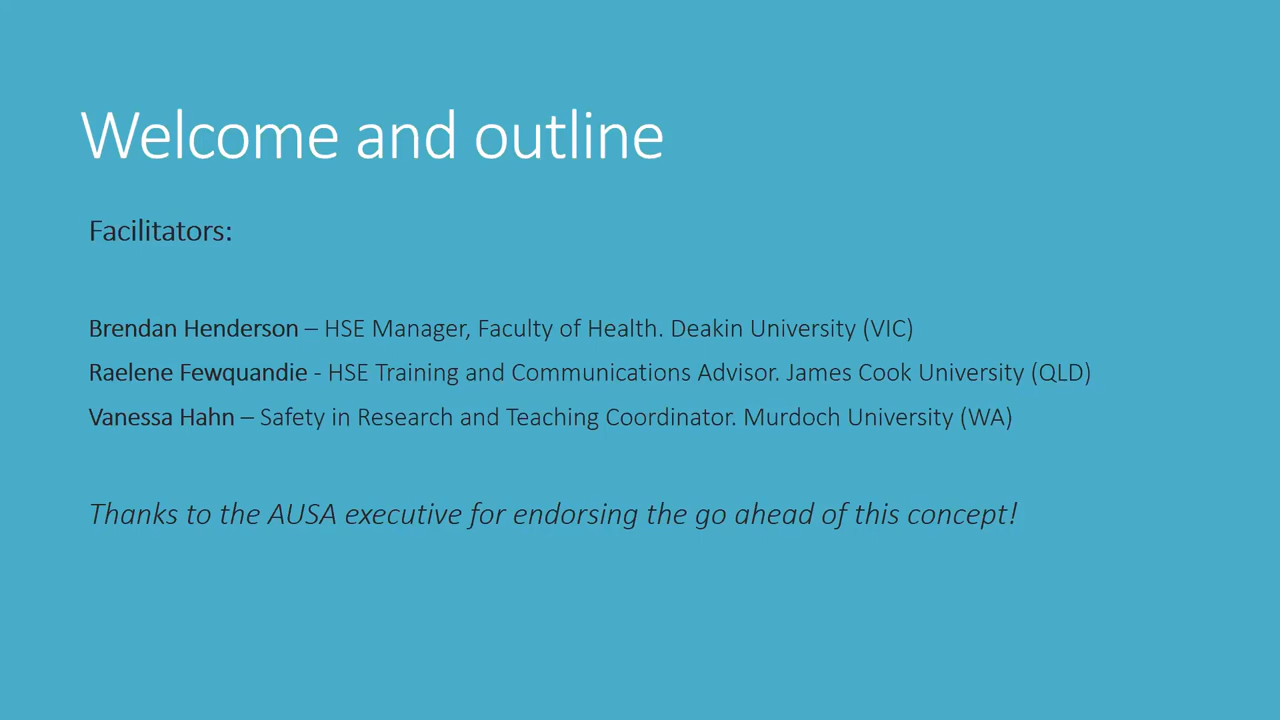 Welcome and outline
Facilitators:
Brendan Henderson – HSE Manager, Faculty of Health. Deakin University (VIC)
Raelene Fewquandie - HSE Training and Communications Advisor. James Cook University (QLD)
Vanessa Hahn – Safety in Research and Teaching Coordinator. Murdoch University (WA)
Thanks to the AUSA executive for endorsing the go ahead of this concept!